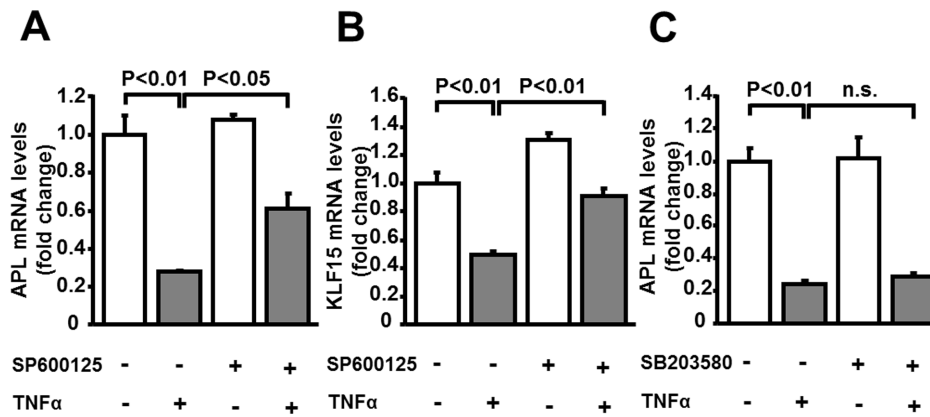 A
B
C
P<0.01 P<0.05
P<0.01 P<0.01
P<0.01 n.s.
APL mRNA levels
(fold change)
1.2
1.0
0.8
0.6
0.4
0.2
0
KLF15 mRNA levels
(fold change)
1.6
1.4
1.2
1.0
0.8
0.6
0.4
0.2
0
APL mRNA levels
(fold change)
1.2
1.0
0.8
0.6
0.4
0.2
0
SP600125 - - + +
TNFα - + - +
SP600125 - - + +
TNFα - + - +
SB203580 - - + +
TNFα - + - +